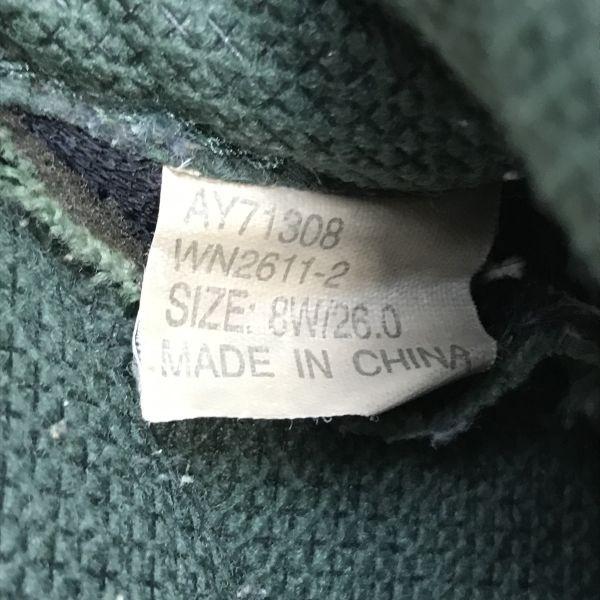 AY71308
WN2611-2
SIZE: 8W/26.0
MADE IN CHINA